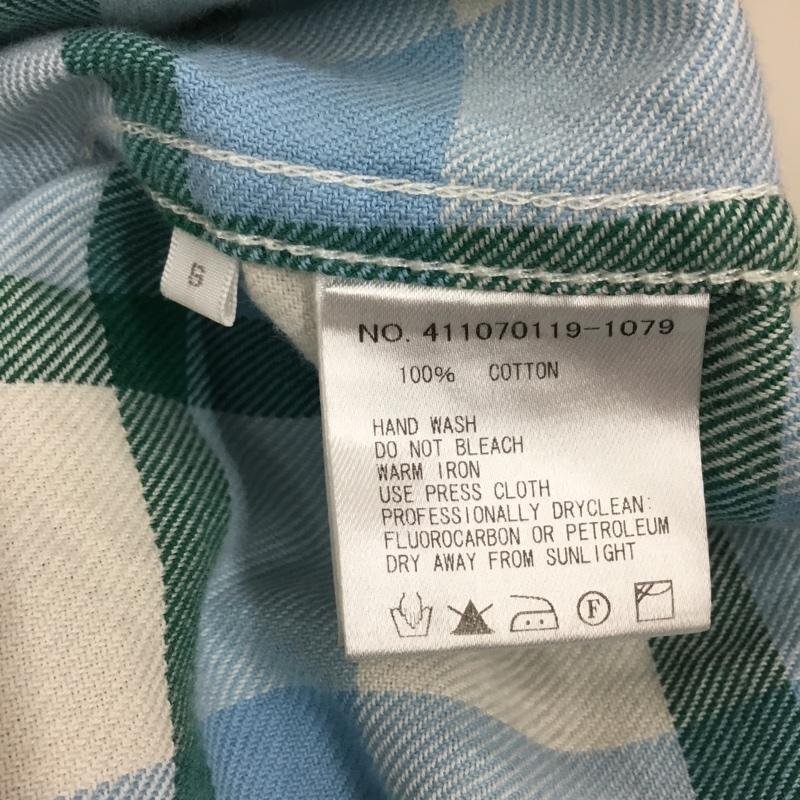 S
NO. 411070119-1079
100% COTTON
HAND WASH
DO NOT BLEACH
WARM IRON
USE PRESS CLOTH
PROFESSIONALLY DRYCLEAN:
FLUOROCARBON OR PETROLEUM
DRY AWAY FROM SUNLIGHT
F